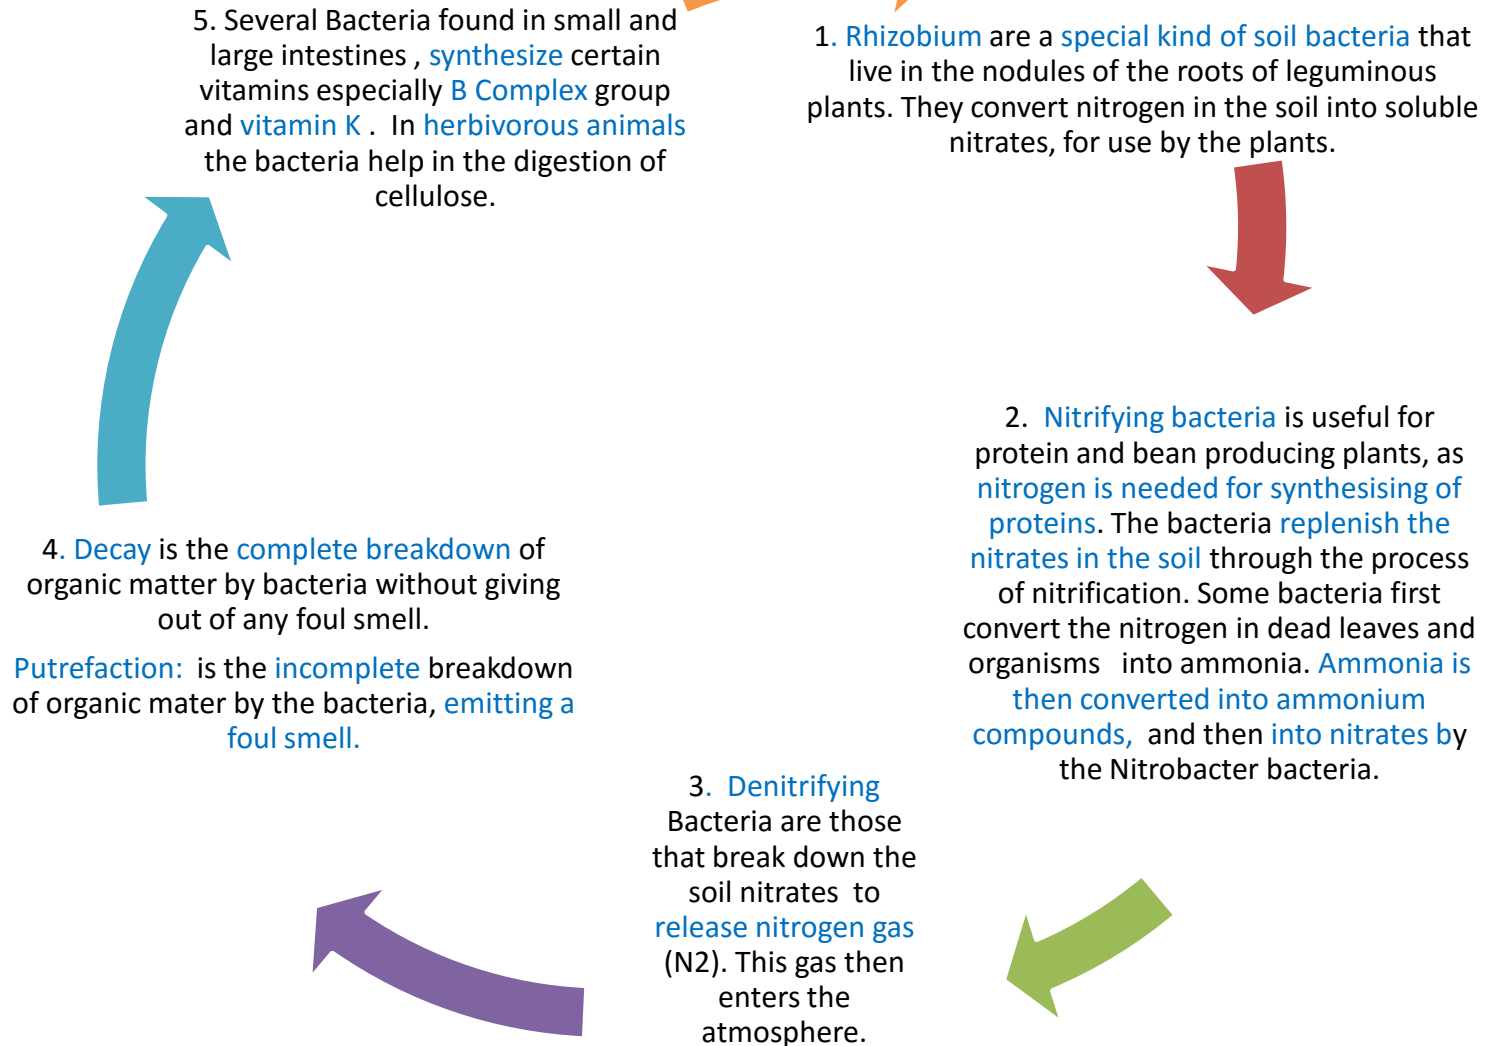 5. Several Bacteria found in small and
large intestines , synthesize certain
vitamins especially B Complex group
and vitamin K . In herbivorous animals
the bacteria help in the digestion of
cellulose.
1. Rhizobium are a special kind of soil bacteria that
live in the nodules of the roots of leguminous
plants. They convert nitrogen in the soil into soluble
nitrates, for use by the plants.
2. Nitrifying bacteria is useful for
protein and bean producing plants, as
nitrogen is needed for synthesising of
proteins. The bacteria replenish the
nitrates in the soil through the process
of nitrification. Some bacteria first
convert the nitrogen in dead leaves and
organisms into ammonia. Ammonia is
then converted into ammonium
compounds, and then into nitrates by
the Nitrobacter bacteria.
3. Denitrifying
Bacteria are those
that break down the
soil nitrates to
release nitrogen gas
(N2). This gas then
enters the
atmosphere.
4. Decay is the complete breakdown of
organic matter by bacteria without giving
out of any foul smell.
Putrefaction: is the incomplete breakdown
of organic mater by the bacteria, emitting a
foul smell.